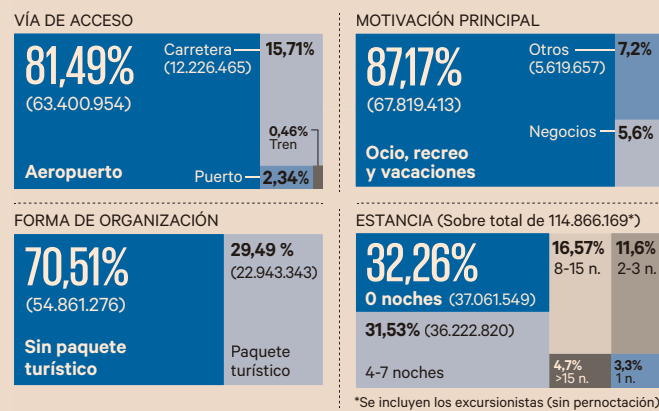 VÍA DE ACCESO
81,49%
(63.400.954)
Aeropuerto
Carretera
(12.226.465)
15,71%
0,46%
Tren
Puerto
2,34%
MOTIVACIÓN PRINCIPAL
87,17%
(67.819.413)
Ocio, recreo
y vacaciones
Otros
(5.619.657)
7,2%
Negocios
5,6%
FORMA DE ORGANIZACIÓN
70,51%
(54.861.276)
Sin paquete
turístico
29,49 %
(22.943.343)
Paquete
turístico
ESTANCIA (Sobre total de 114.866.169*)
32,26%
0 noches (37.061.549)
31,53% (36.222.820)
4-7 noches
16,57%
8-15 n.
11,6%
2-3 n.
4,7%
>15 n.
3,3%
1 n.
*Se incluyen los excursionistas (sin pernoctación)